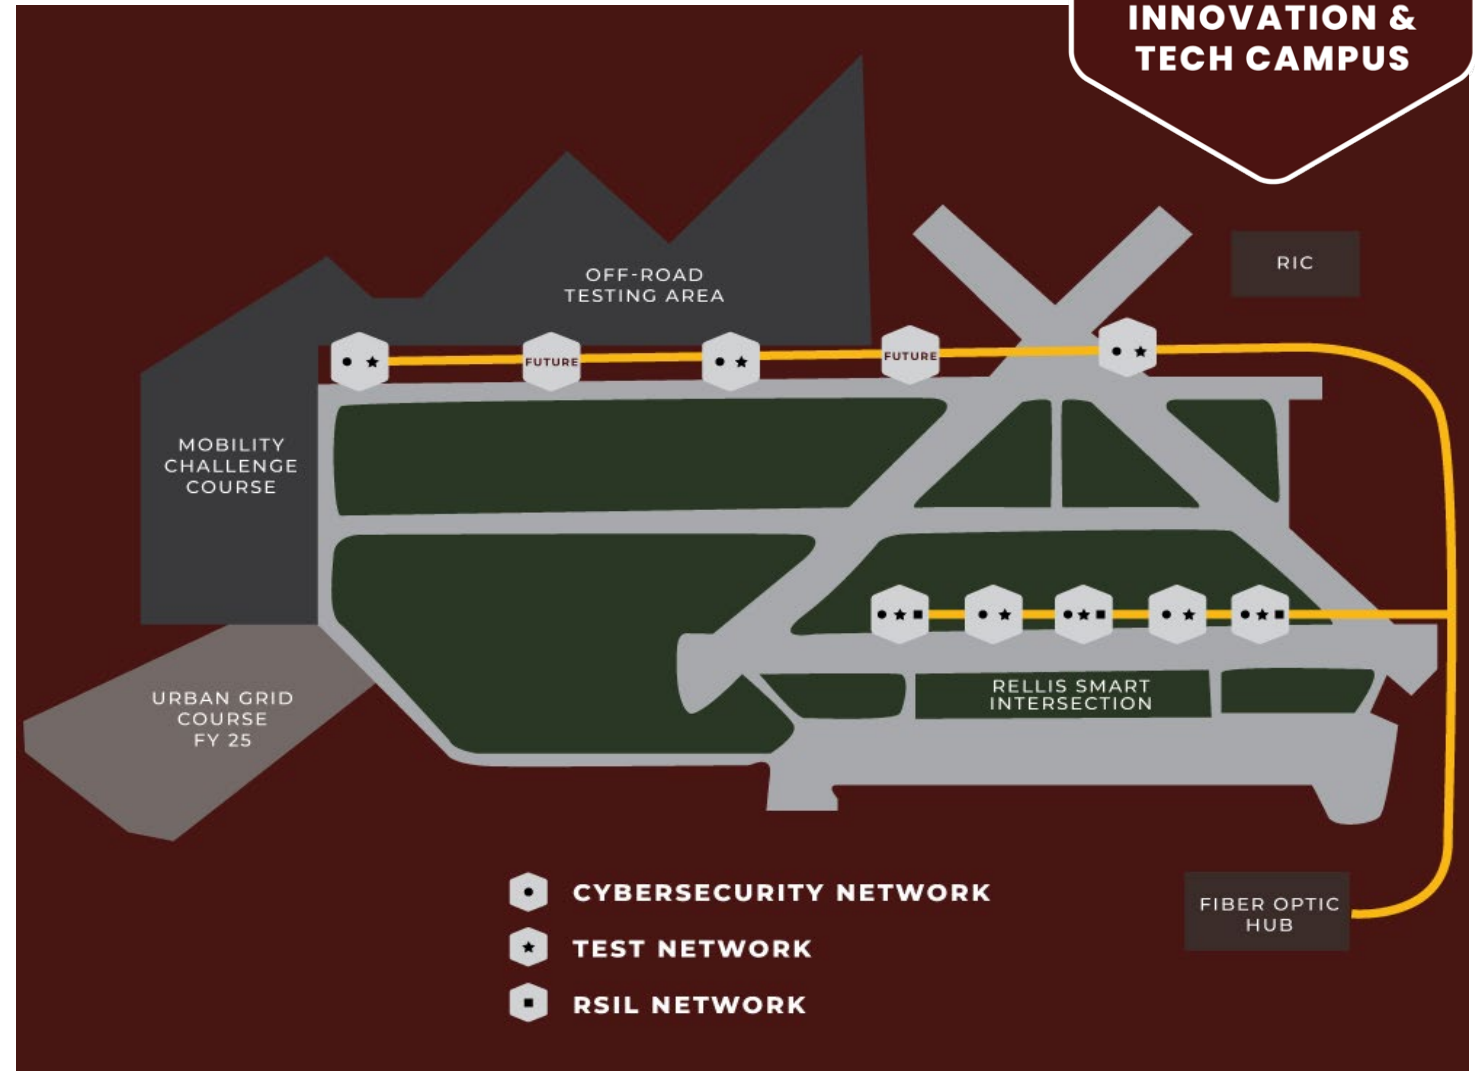 INNOVATION &
TECH CAMPUS
RIC
OFF-ROAD
TESTING AREA
FUTURE
FUTURE
MOBILITY
CHALLENGE
COURSE
URBAN GRID
COURSE
FY 25
RELLIS SMART
INTERSECTION
CYBERSECURITY NETWORK
TEST NETWORK
RSIL NETWORK
FIBER OPTIC
HUB